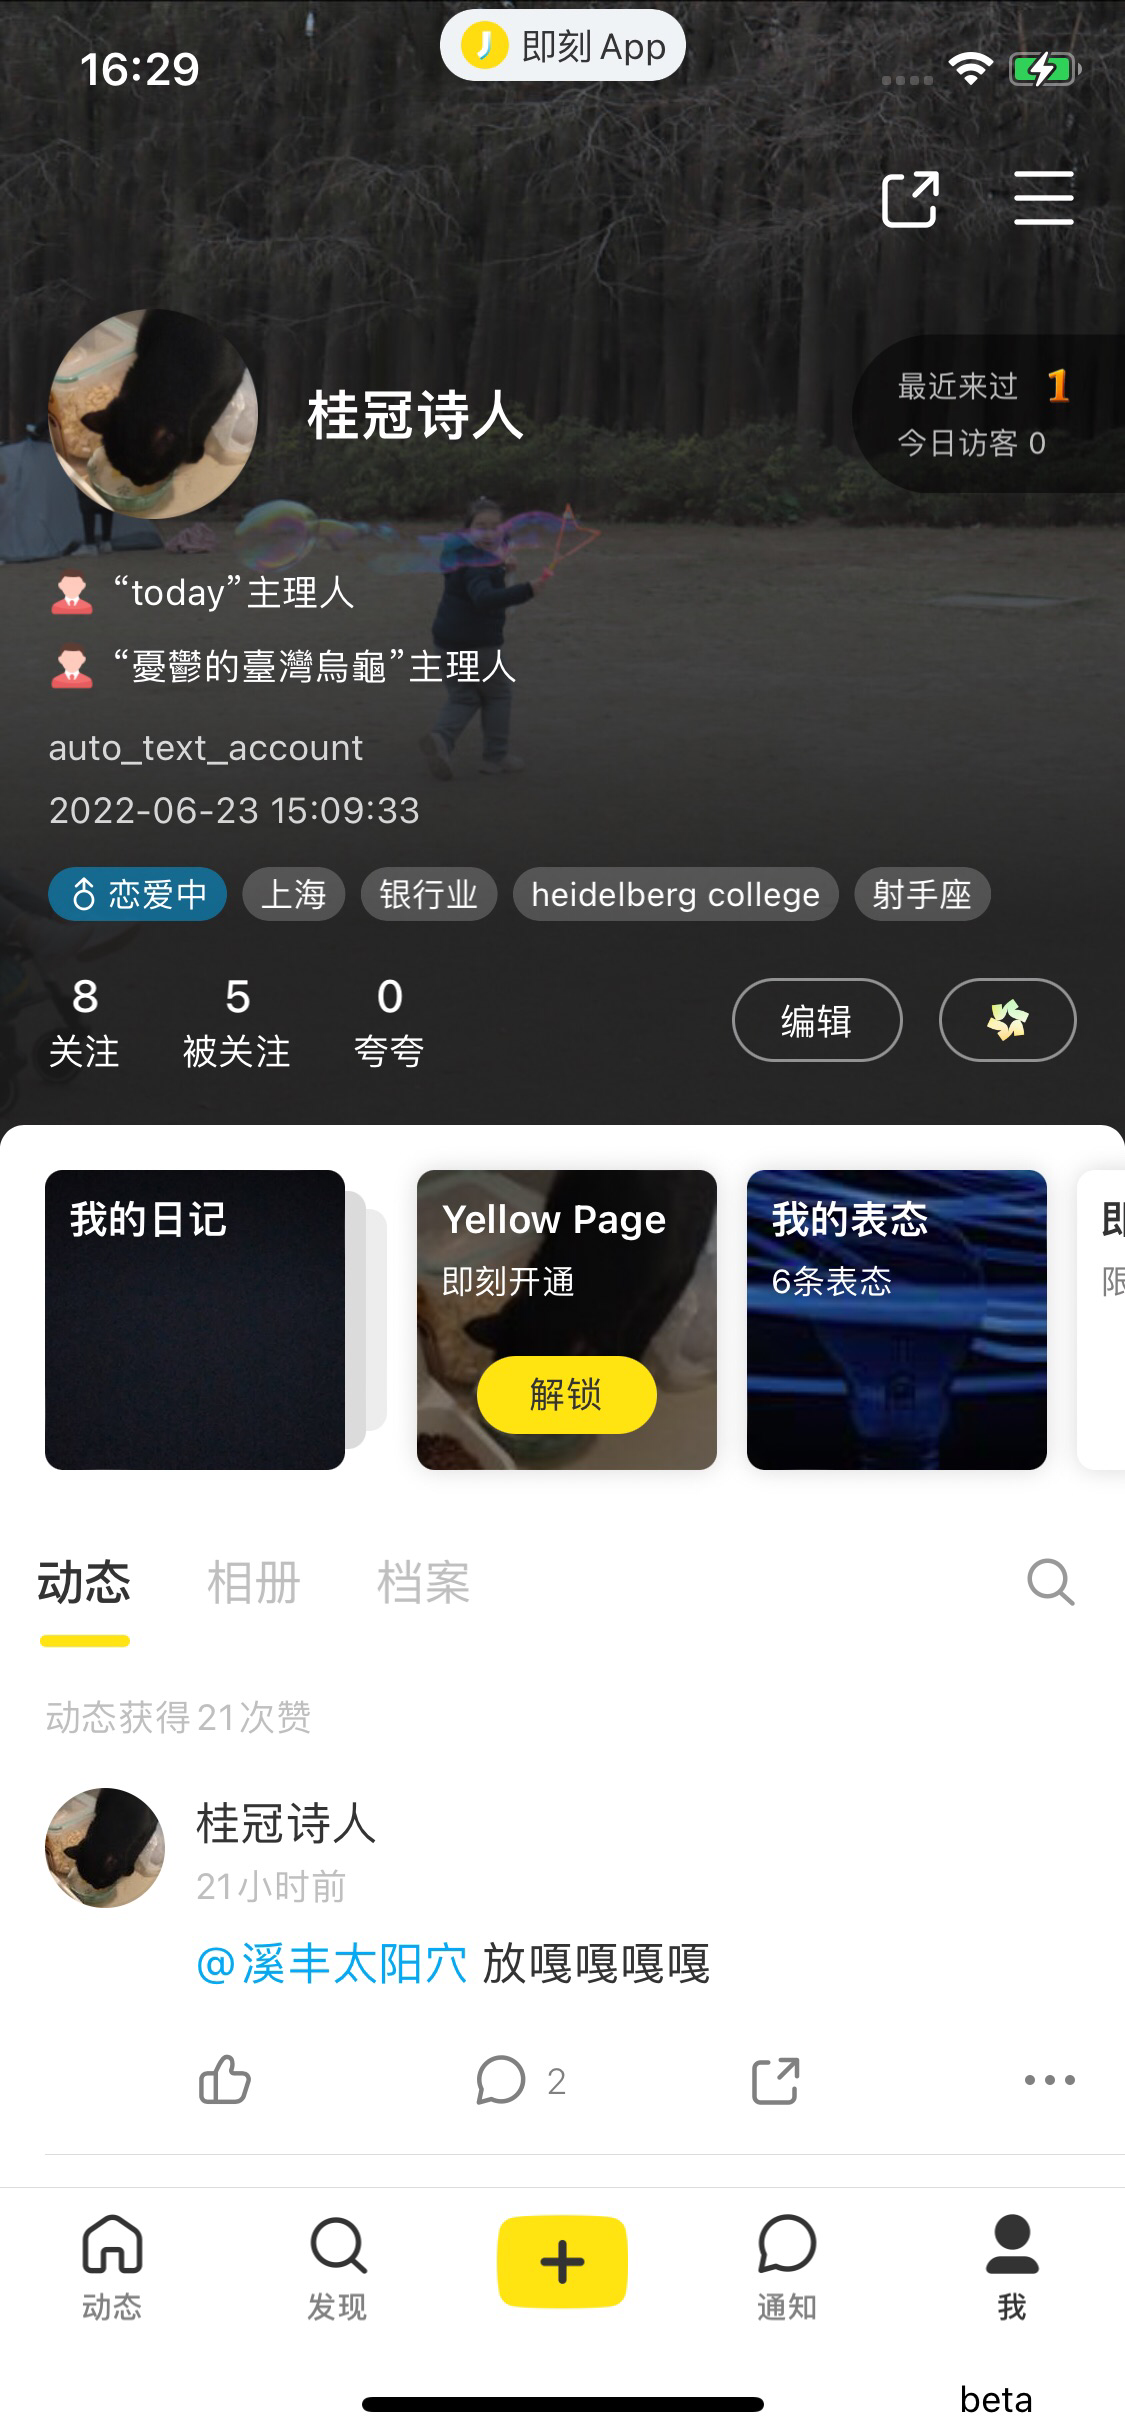 16:29
即刻 App
桂冠诗人
最近来过 1
今日访客 0
“today”主理人
“憂鬱的臺灣烏龜”主理人
auto_text_account
2022-06-23 15:09:33
恋爱中 上海 银行业 heidelberg college 射手座
8 5 0
关注 被关注 夸夸 编辑
我的日记 Yellow Page 我的表态 即
即刻开通 6条表态 限
解锁
动态 相册 档案
动态获得21次赞
桂冠诗人
21小时前
@溪丰太阳穴 放嘎嘎嘎嘎
2
动态 发现 通知 我
beta